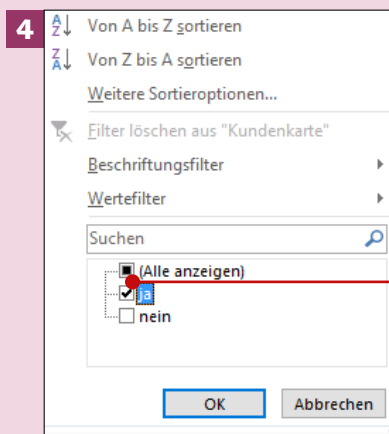 4
Von A bis Z sortieren
Von Z bis A sortieren
Weitere Sortieroptionen...
Filter löschen aus "Kundenkarte"
Beschriftungsfilter
Wertefilter
Suchen
(Alle anzeigen)
ja
nein
OK Abbrechen